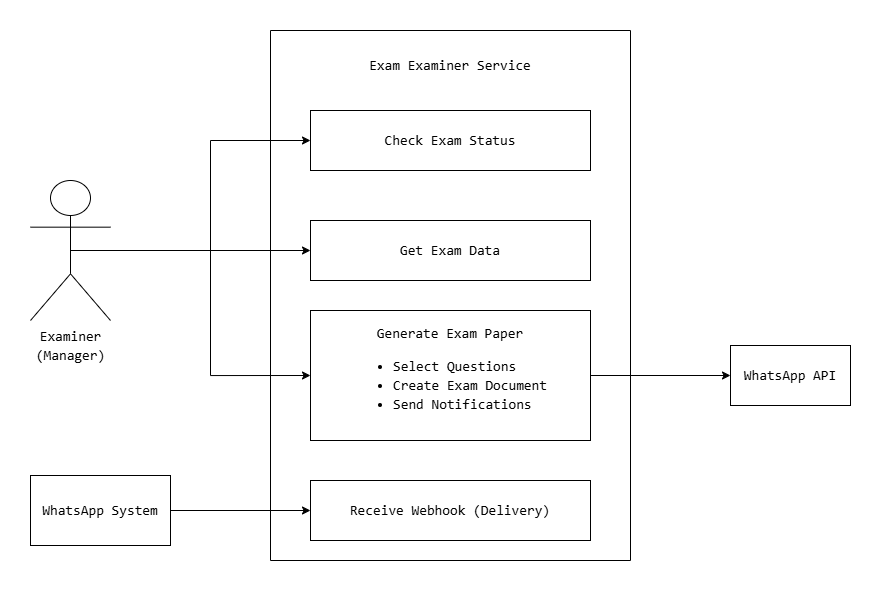 Exam Examiner Service
Check Exam Status
Get Exam Data
Examiner
(Manager)
Generate Exam Paper
• Select Questions
• Create Exam Document
• Send Notifications
WhatsApp API
WhatsApp System
Receive Webhook (Delivery)